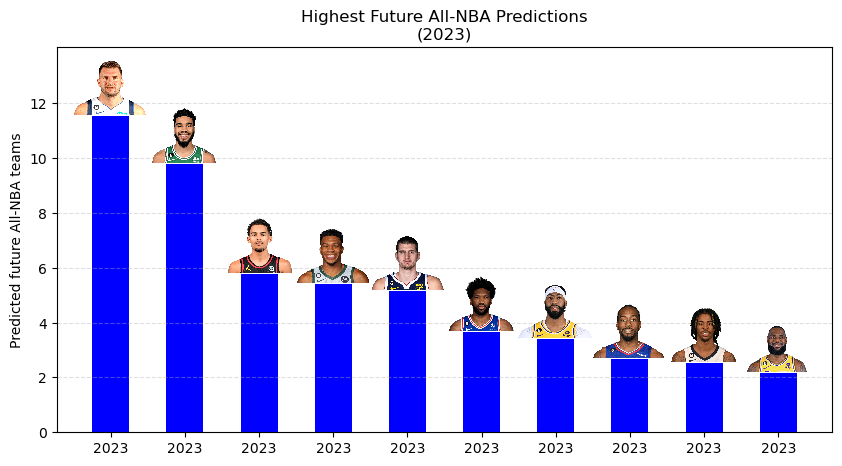 Highest Future All-NBA Predictions
(2023)
Predicted future All-NBA teams
12
10
8
6
4
2
0
2023 2023 2023 2023 2023 2023 2023 2023 2023 2023